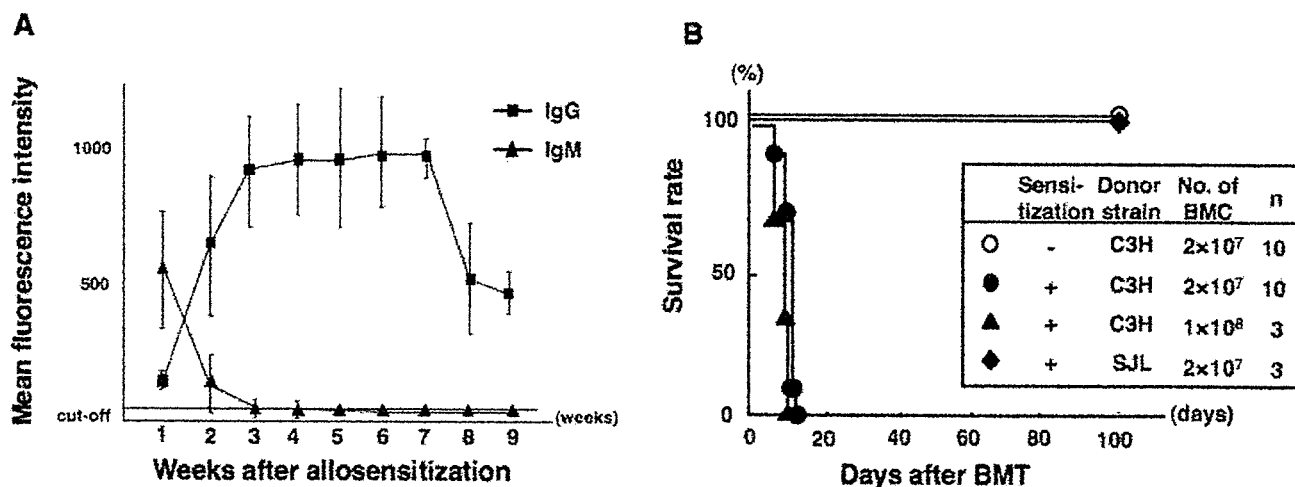 A
Mean fluorescence intensity
1000
500
cut-off
IgG
IgM
1 2 3 4 5 6 7 8 9
(weeks)
Weeks after allosensitization
B
(%)
Survival rate
100
50
0
20 40 60 80 100
(days)
Days after BMT
Sensi- Donor No. of n
tization strain BMC
- C3H 2×10⁷ 10
+ C3H 2×10⁷ 10
+ C3H 1×10⁸ 3
+ SJL 2×10⁷ 3